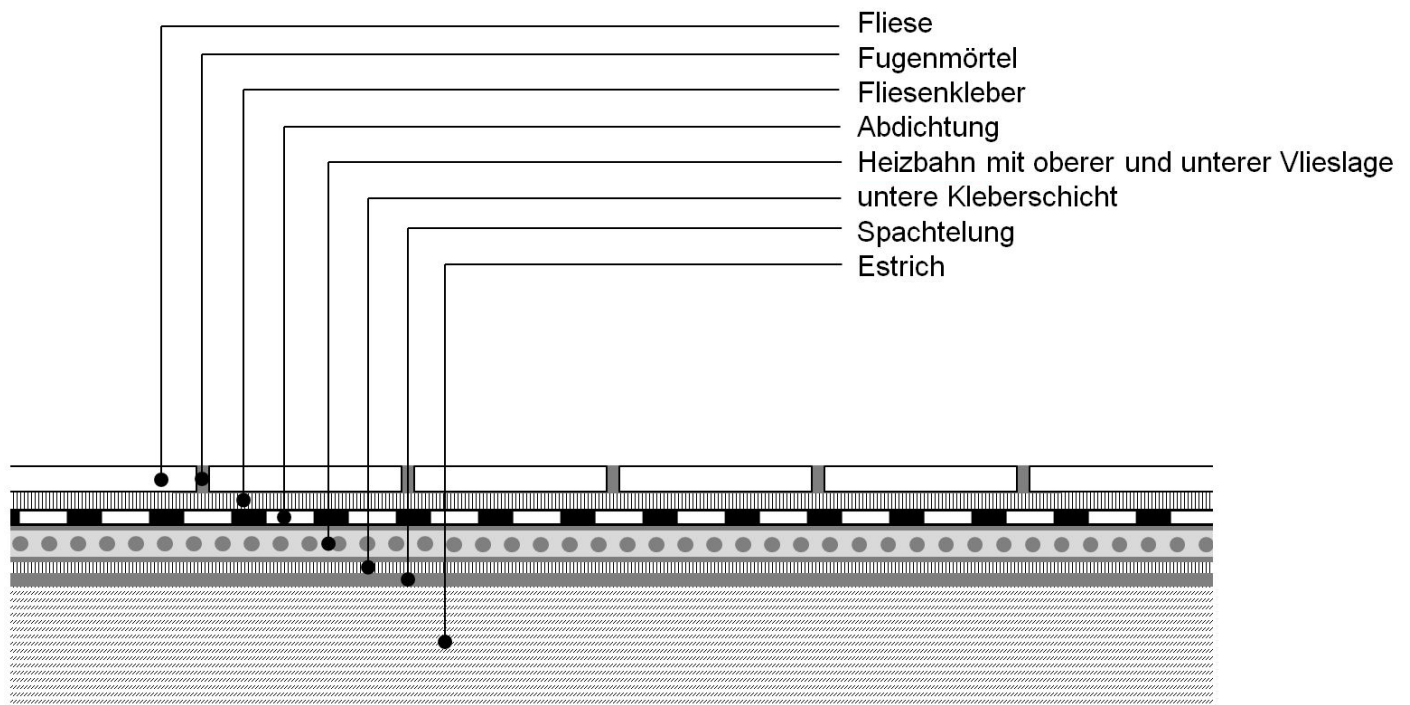 Fliese
Fugenmörtel
Fliesenkleber
Abdichtung
Heizbahn mit oberer und unterer Vlieslage
untere Kleberschicht
Spachtelung
Estrich